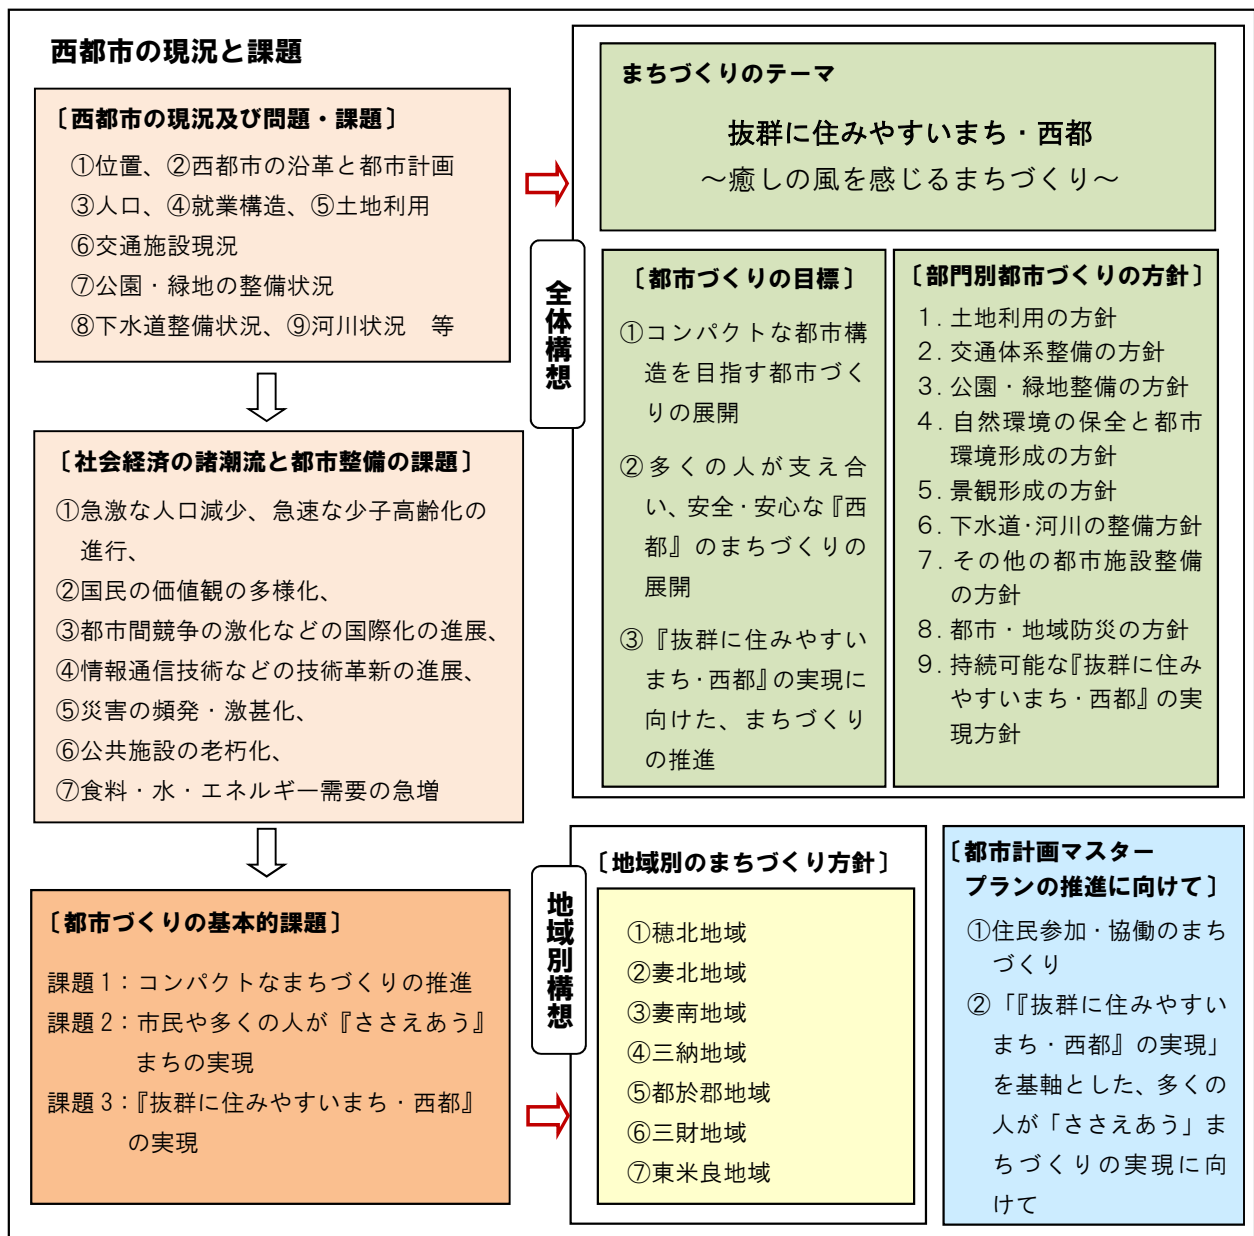 西都市の現況と課題
〔西都市の現況及び問題・課題〕
①位置、②西都市の沿革と都市計画
③人口、④就業構造、⑤土地利用
⑥交通施設現況
⑦公園・緑地の整備状況
⑧下水道整備状況、⑨河川状況　等
〔社会経済の諸潮流と都市整備の課題〕
①急激な人口減少、急速な少子高齢化の
進行、
②国民の価値観の多様化、
③都市間競争の激化などの国際化の進展、
④情報通信技術などの技術革新の進展、
⑤災害の頻発・激甚化、
⑥公共施設の老朽化、
⑦食料・水・エネルギー需要の急増
〔都市づくりの基本的課題〕
課題1：コンパクトなまちづくりの推進
課題2：市民や多くの人が『ささえあう』
まちの実現
課題3：『抜群に住みやすいまち・西都』
の実現
全体構想
まちづくりのテーマ
抜群に住みやすいまち・西都
～癒しの風を感じるまちづくり～
〔都市づくりの目標〕
①コンパクトな都市構
造を目指す都市づく
りの展開
②多くの人が支え合
い、安全・安心な『西
都』のまちづくりの
展開
③『抜群に住みやすい
まち・西都』の実現に
向けた、まちづくり
の推進
〔部門別都市づくりの方針〕
1．土地利用の方針
2．交通体系整備の方針
3．公園・緑地整備の方針
4．自然環境の保全と都市
環境形成の方針
5．景観形成の方針
6．下水道・河川の整備方針
7．その他の都市施設整備
の方針
8．都市・地域防災の方針
9．持続可能な『抜群に住み
やすいまち・西都』の実
現方針
地域別構想
〔地域別のまちづくり方針〕
①穂北地域
②妻北地域
③妻南地域
④三納地域
⑤都於郡地域
⑥三財地域
⑦東米良地域
〔都市計画マスター
プランの推進に向けて〕
①住民参加・協働のまち
づくり
②「『抜群に住みやすい
まち・西都』の実現」
を基軸とした、多くの
人が「ささえあう」ま
ちづくりの実現に向
けて